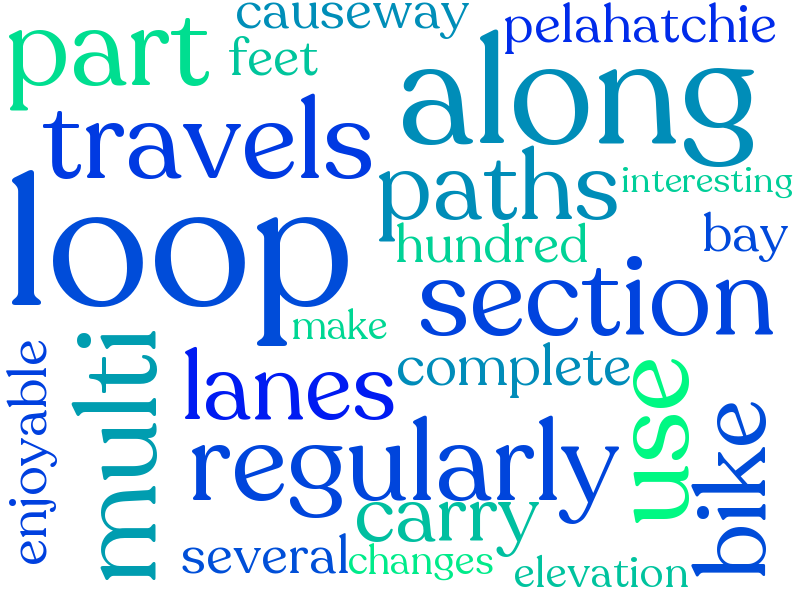 causeway
pelahatchie
part
feet
along
travels
paths
interesting
loop
hundred
bay
section
make
multi
enjoyable
lanes
complete
use
bike
regularly
carry
several
changes
elevation